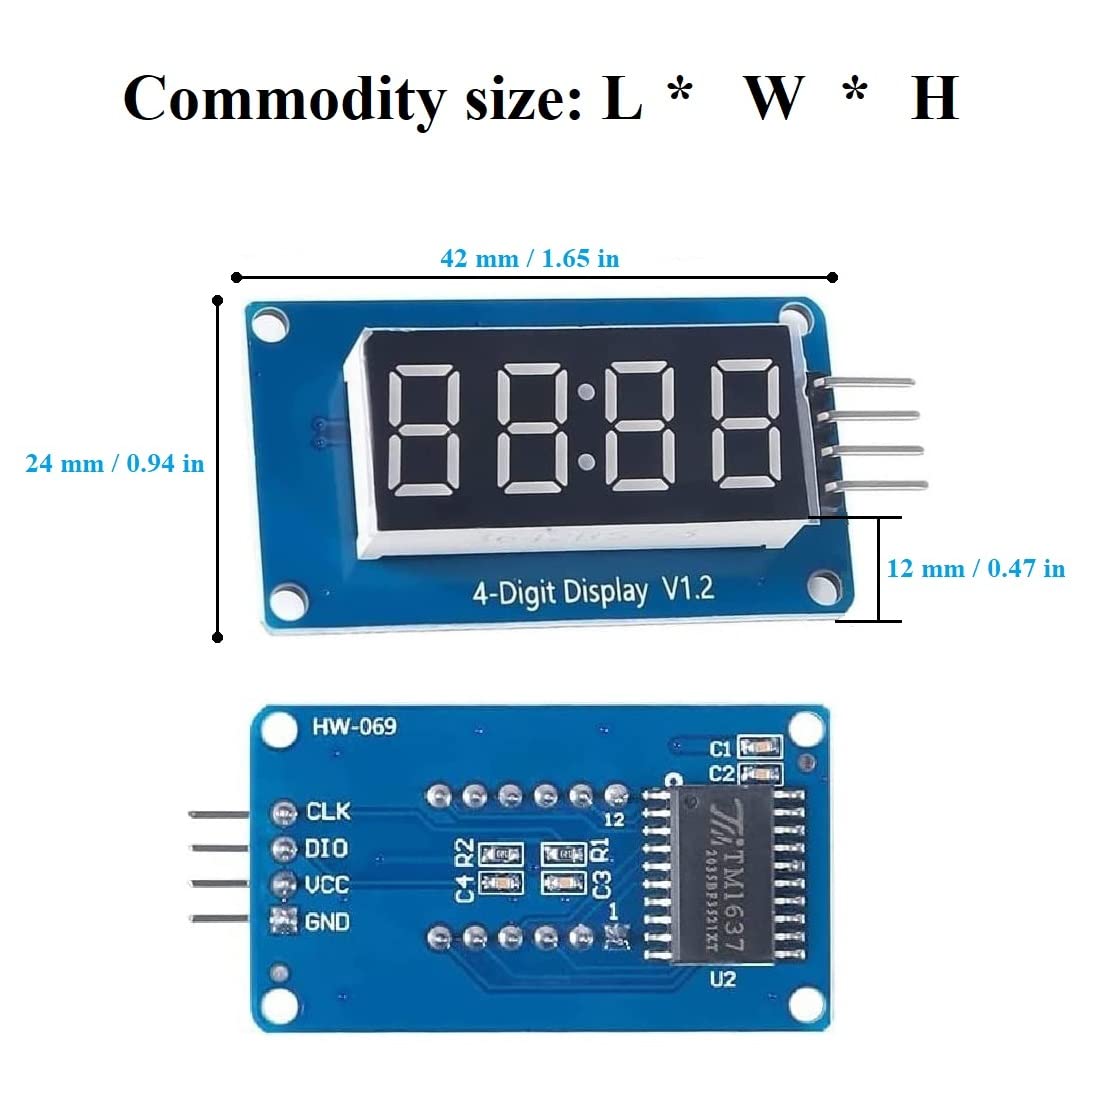 Commodity size: L * W * H
42 mm / 1.65 in
24 mm / 0.94 in
12 mm / 0.47 in
4-Digit Display V1.2
HW-069
C1
C2
CLK
DIO
VCC
GND
12
R2
R1
C4
C3
1
TM1637
U2